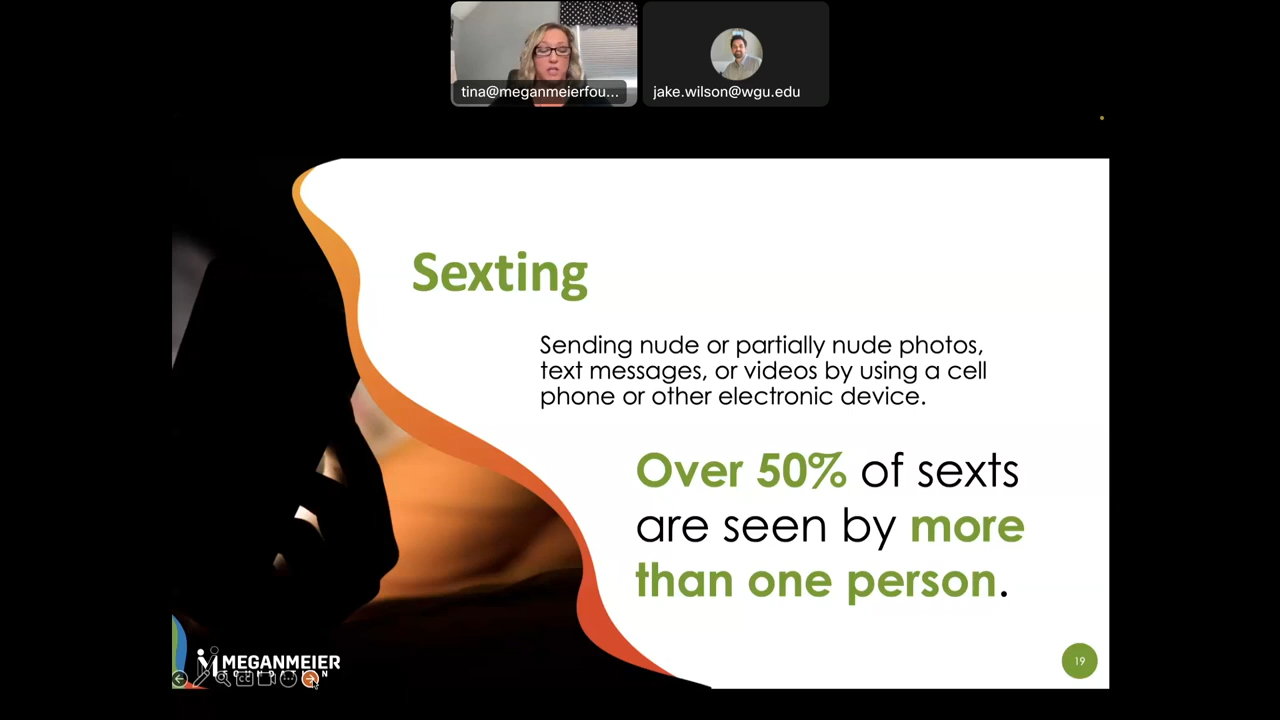 tina@meganmeierfou...
jake.wilson@wgu.edu
Sexting
Sending nude or partially nude photos,
text messages, or videos by using a cell
phone or other electronic device.
Over 50% of sexts
are seen by more
than one person.
MEGANMEIER
FOUNDATION
19